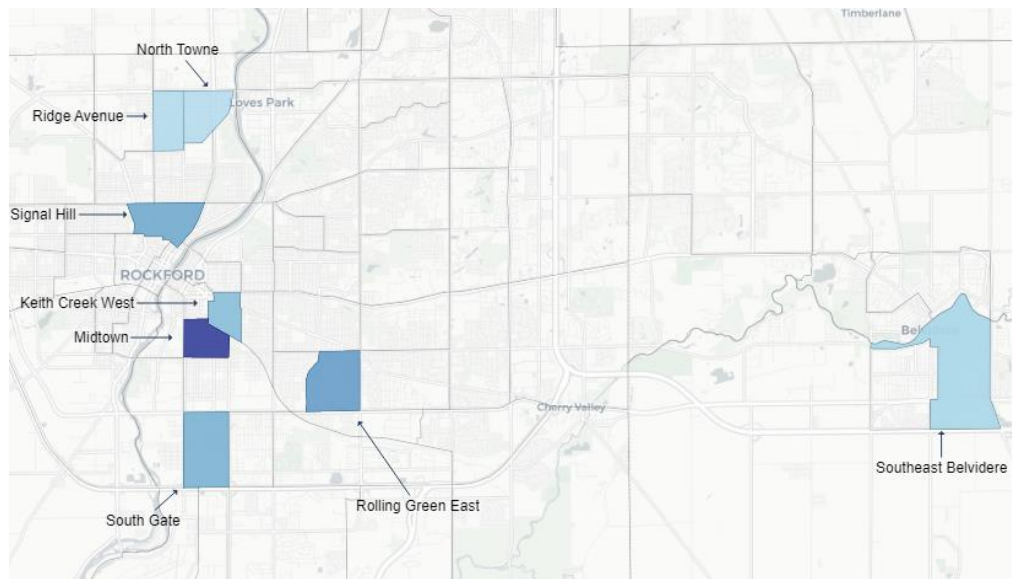 Timberlane
North Towne
Loves Park
Ridge Avenue
Signal Hill
ROCKFORD
Keith Creek West
Midtown
Cherry Valley
Southeast Belvidere
Rolling Green East
South Gate